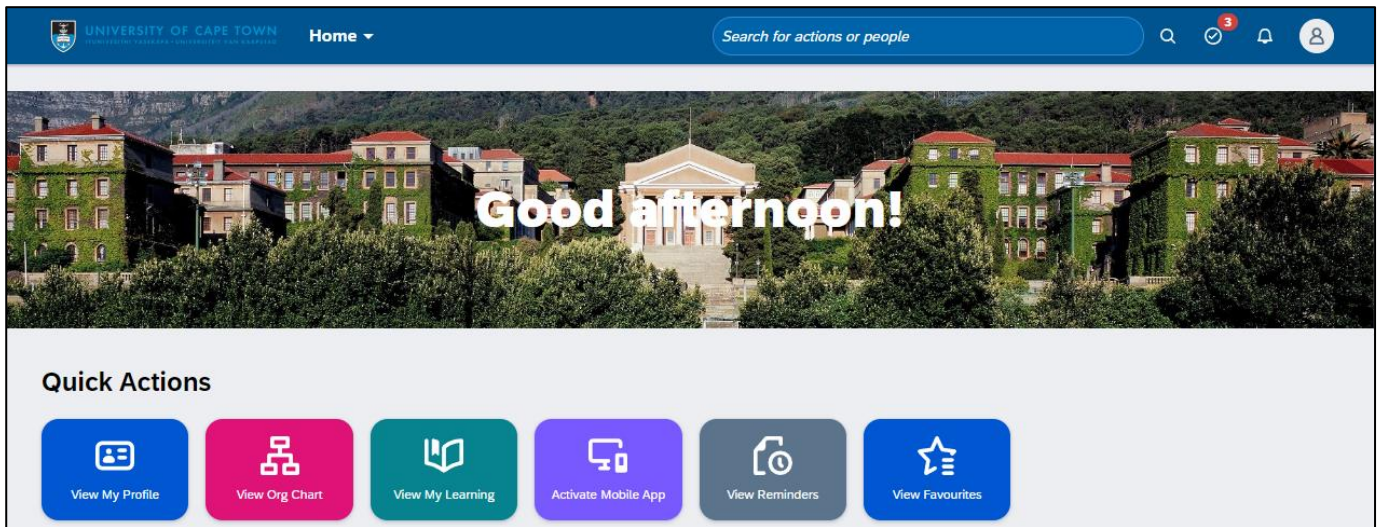 UNIVERSITY OF CAPE TOWN
Home
Search for actions or people
3
Good afternoon!
Quick Actions
View My Profile
View Org Chart
View My Learning
Activate Mobile App
View Reminders
View Favourites